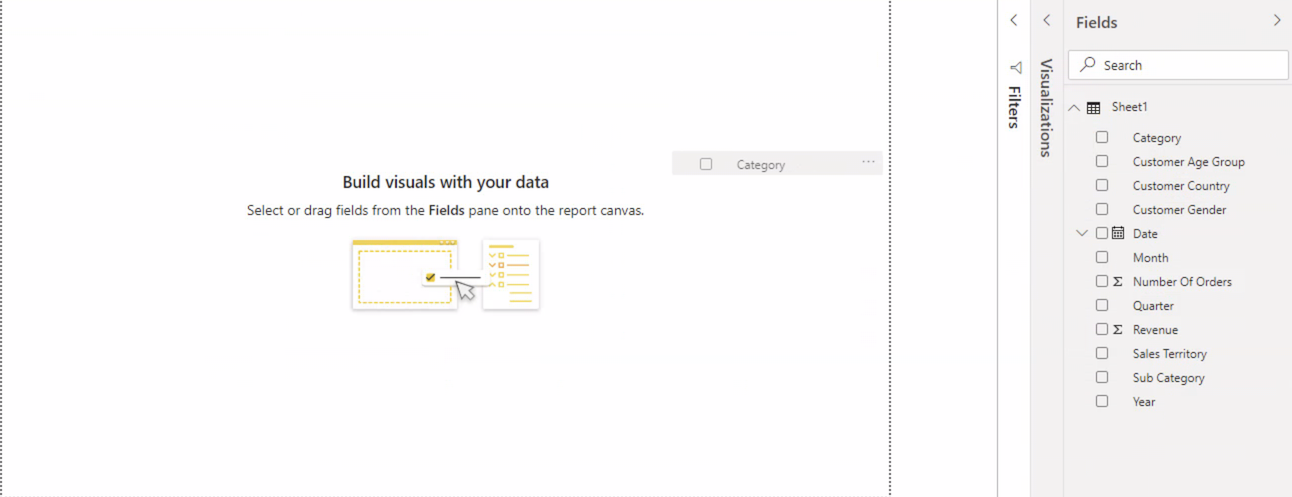 Build visuals with your data
Select or drag fields from the Fields pane onto the report canvas.
Category
Filters
Visualizations
Fields
Search
Sheet1
Category
Customer Age Group
Customer Country
Customer Gender
Date
Month
Σ Number Of Orders
Quarter
Σ Revenue
Sales Territory
Sub Category
Year